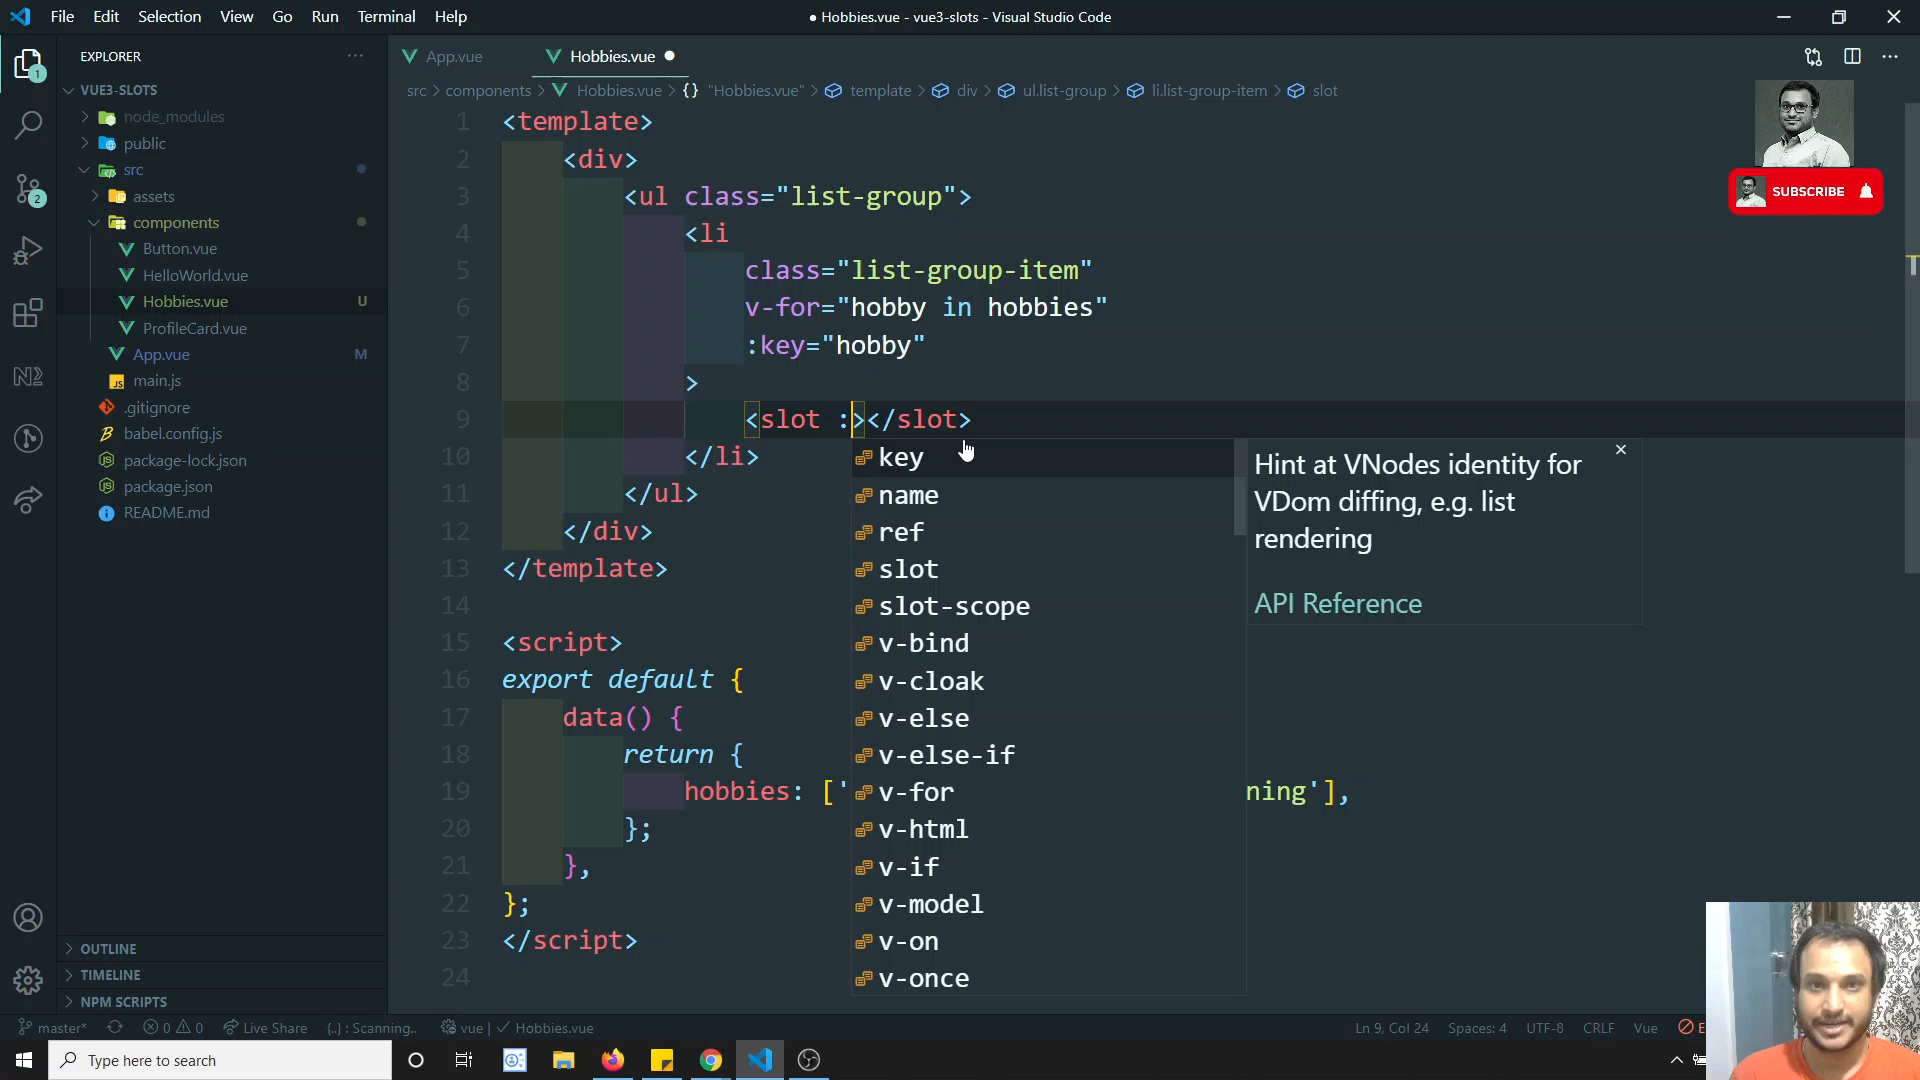 File Edit Selection View Go Run Terminal Help
● Hobbies.vue - vue3-slots - Visual Studio Code
EXPLORER
VUE3-SLOTS
node_modules
public
src
assets
components
Button.vue
HelloWorld.vue
Hobbies.vue U
ProfileCard.vue
App.vue M
main.js
.gitignore
babel.config.js
package-lock.json
package.json
README.md
OUTLINE
TIMELINE
NPM SCRIPTS
1
2
App.vue Hobbies.vue
src > components > Hobbies.vue > {} "Hobbies.vue" > template > div > ul.list-group > li.list-group-item > slot
SUBSCRIBE
1 <template>
2 <div>
3 <ul class="list-group">
4 <li
5 class="list-group-item"
6 v-for="hobby in hobbies"
7 :key="hobby"
8 >
9 <slot :></slot>
10 </li>
11 </ul>
12 </div>
13 </template>
14
15 <script>
16 export default {
17 data() {
18 return {
19 hobbies: [' ning'],
20 };
21 },
22 };
23 </script>
24
key
name
ref
slot
slot-scope
v-bind
v-cloak
v-else
v-else-if
v-for
v-html
v-if
v-model
v-on
v-once
Hint at VNodes identity for
VDom diffing, e.g. list
rendering
API Reference
master* 0 0 Live Share {..} : Scanning.. vue | Hobbies.vue
Ln 9, Col 24 Spaces: 4 UTF-8 CRLF Vue
Type here to search